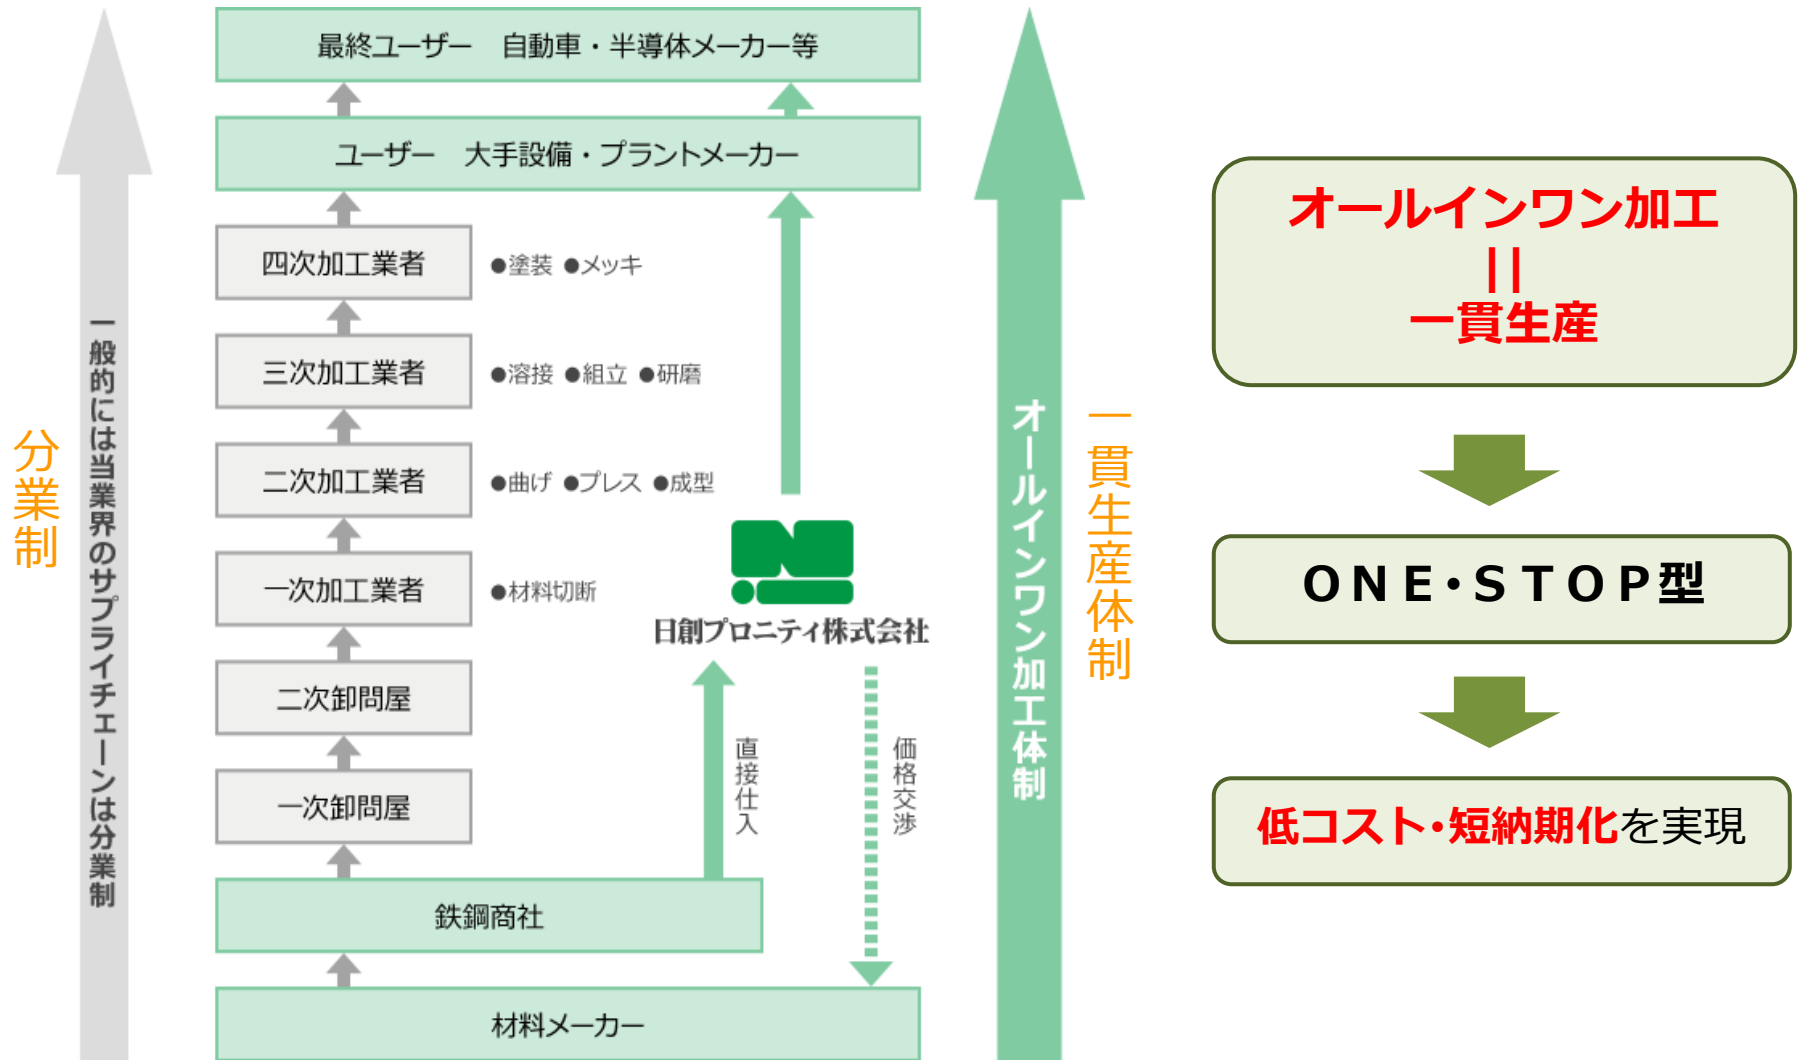 最終ユーザー　自動車・半導体メーカー等
ユーザー　大手設備・プラントメーカー
四次加工業者
●塗装 ●メッキ
三次加工業者
●溶接 ●組立 ●研磨
二次加工業者
●曲げ ●プレス ●成型
一次加工業者
●材料切断
二次卸問屋
一次卸問屋
鉄鋼商社
材料メーカー
分業制
一般的には当業界のサプライチェーンは分業制
日創プロニティ株式会社
直接仕入
価格交渉
オールインワン加工体制
一貫生産体制
オールインワン加工
||
一貫生産
ＯＮＥ・ＳＴＯＰ型
低コスト・短納期化を実現